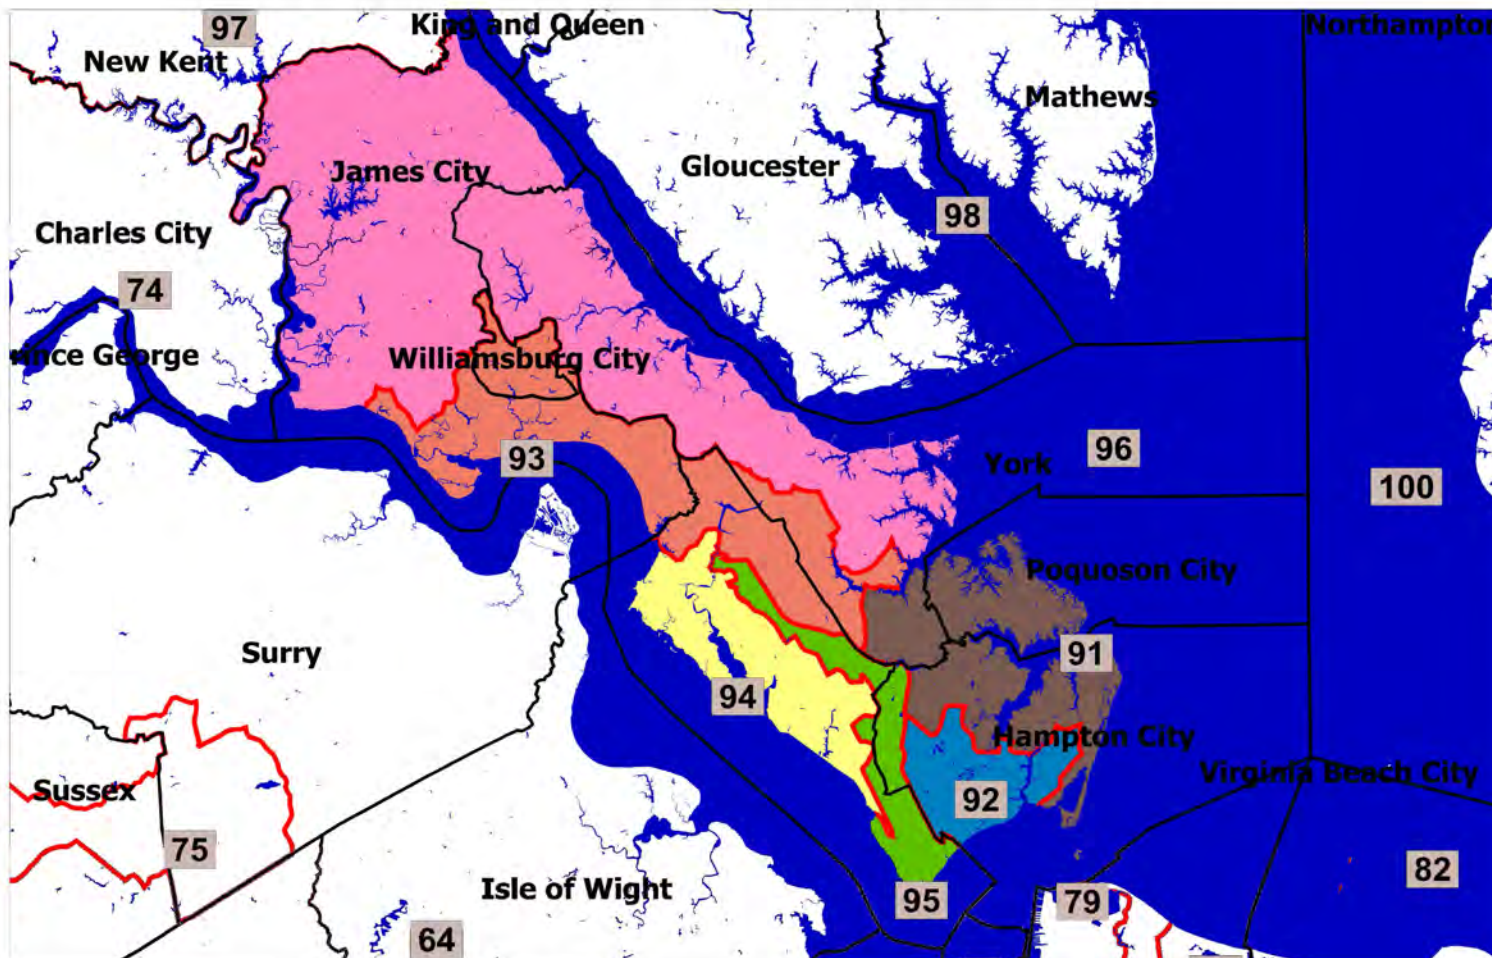 97
King and Queen
Northampton
New Kent
Mathews
James City
Gloucester
98
Charles City
74
rince George
Williamsburg City
93
York
96
100
Poquoson City
Surry
91
94
Hampton City
Virginia Beach City
Sussex
92
75
82
Isle of Wight
95
79
64